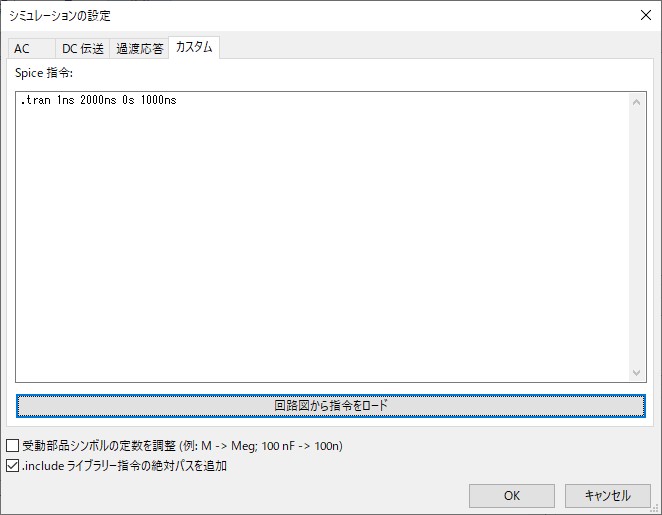 シミュレーションの設定
AC DC 伝送 過渡応答 カスタム
Spice 指令:
.tran 1ns 2000ns 0s 1000ns
回路図から指令をロード
受動部品シンボルの定数を調整 (例: M -> Meg; 100 nF -> 100n)
.include ライブラリー指令の絶対パスを追加
OK キャンセル